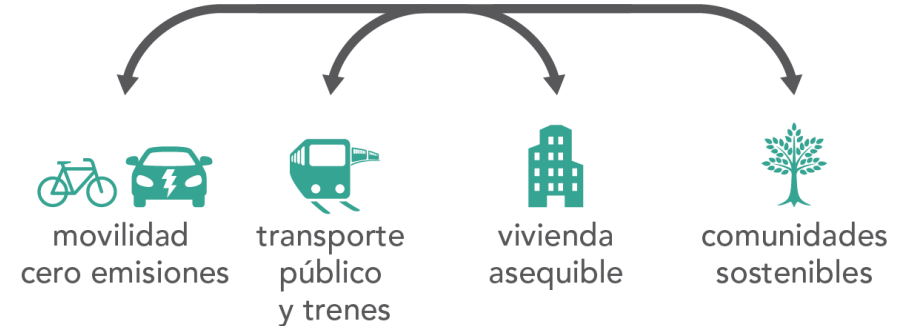 movilidad
cero emisiones
transporte
público
y trenes
vivienda
asequible
comunidades
sostenibles